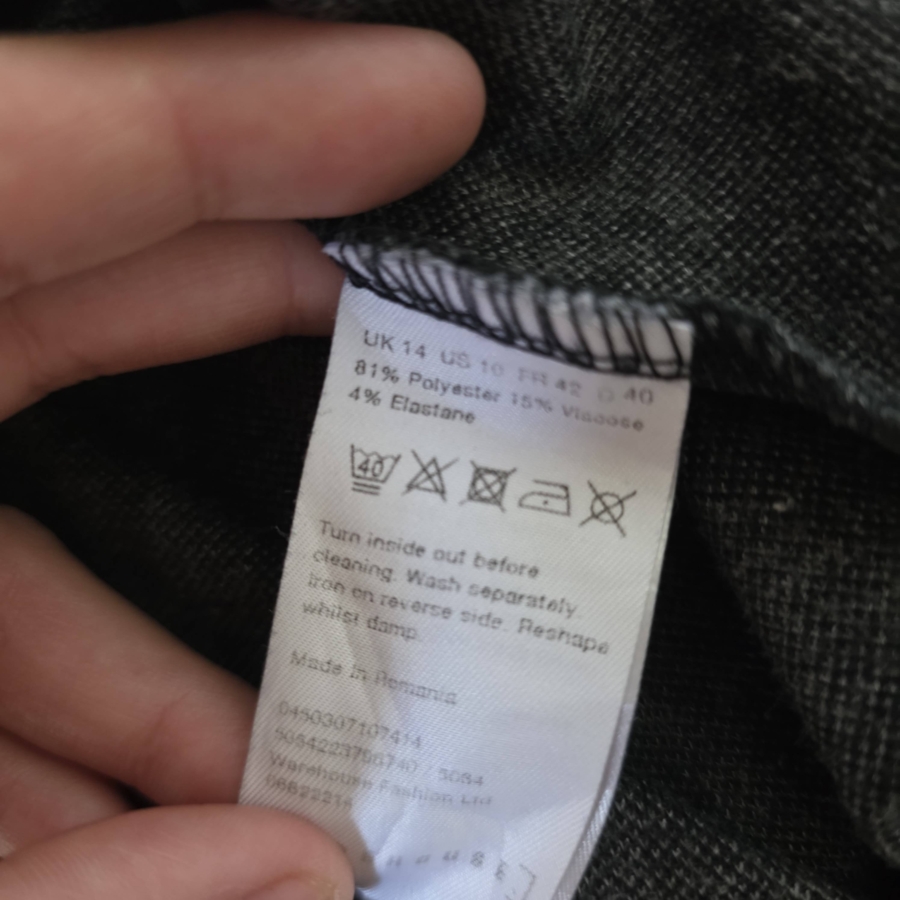 UK 14 US 10 FR 42 40
81% Polyester 15% Viscose
4% Elastane
40
Turn inside out before
cleaning. Wash separately.
Iron on reverse side. Reshape
whilst damp.
Made in Romania
0450307107414
Warehouse Fashion Ltd